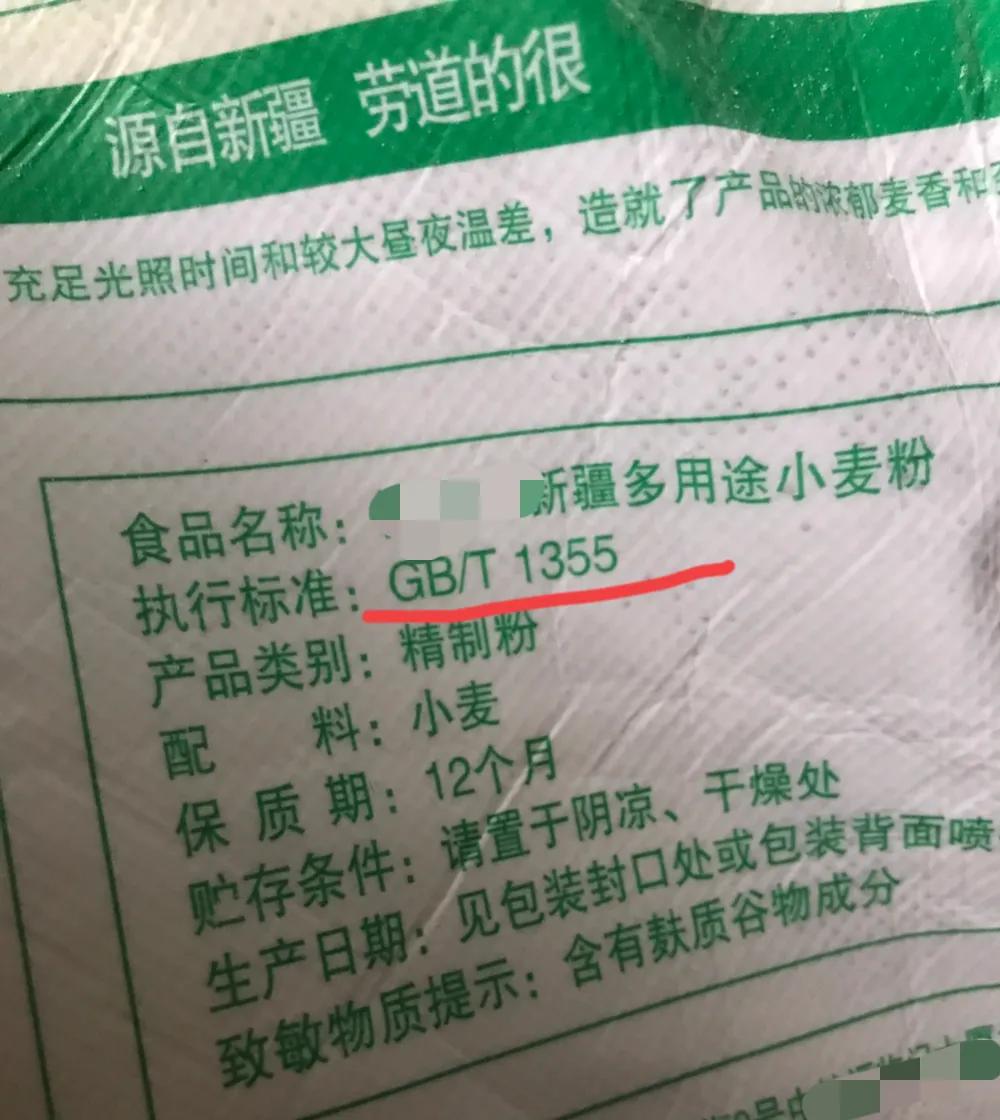 源自新疆 劳道的很
充足光照时间和较大昼夜温差，造就了产品的浓郁麦香和
食品名称： 新疆多用途小麦粉
执行标准：GB/T 1355
产品类别：精制粉
配 料：小麦
保 质 期：12个月
贮存条件：请置于阴凉、干燥处
生产日期：见包装封口处或包装背面喷
致敏物质提示：含有麸质谷物成分